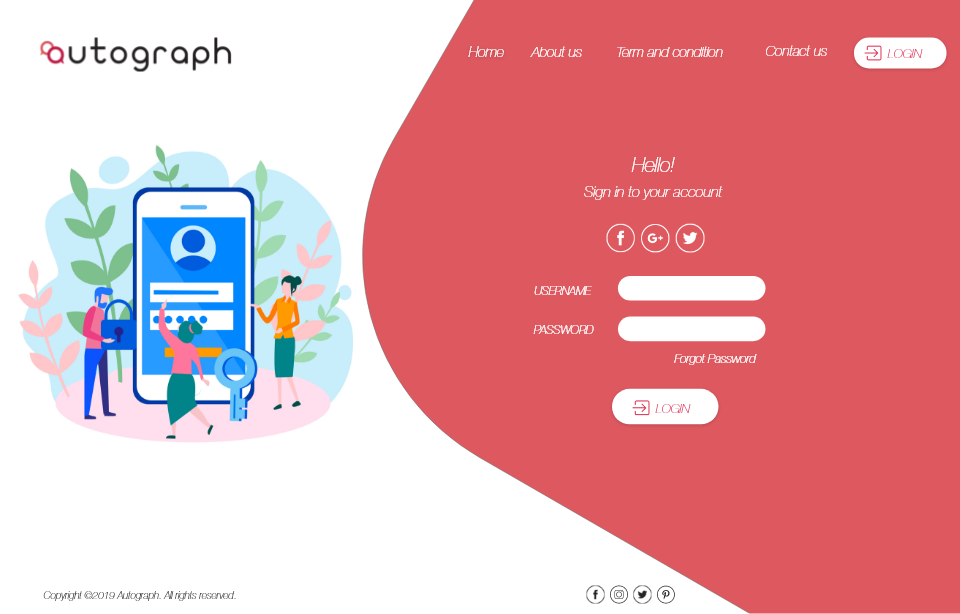 autograph
Home About us Term and condition Contact us LOGIN
Hello!
Sign in to your account
USERNAME
PASSWORD
Forgot Password
LOGIN
Copyright ©2019 Autograph. All rights reserved.